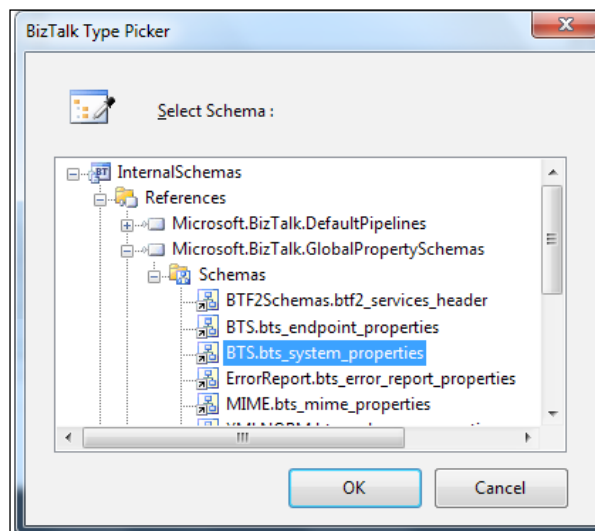 BizTalk Type Picker
Select Schema :
InternalSchemas
References
Microsoft.BizTalk.DefaultPipelines
Microsoft.BizTalk.GlobalPropertySchemas
Schemas
BTF2Schemas.btf2_services_header
BTS.bts_endpoint_properties
BTS.bts_system_properties
ErrorReport.bts_error_report_properties
MIME.bts_mime_properties
OK Cancel